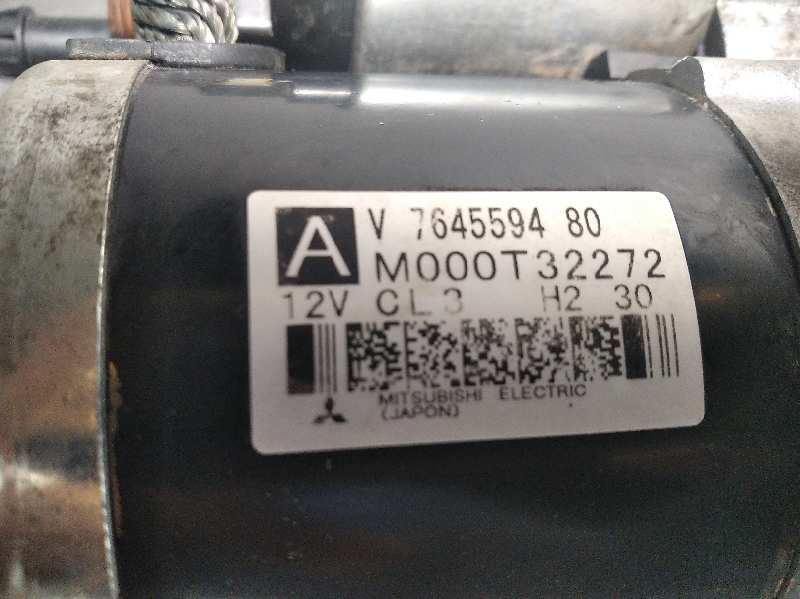 A
V 7645594 80
M000T32272
12V CL3 H2 30
MITSUBISHI ELECTRIC
(JAPON)